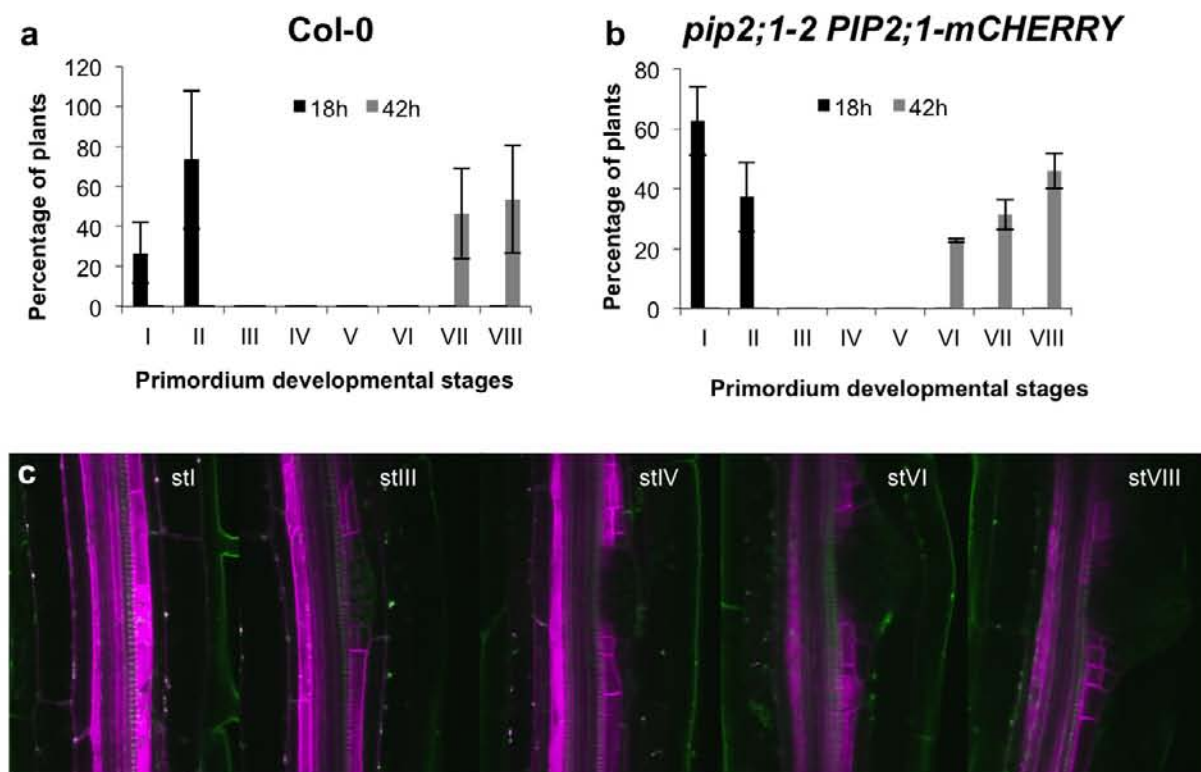 a
Col-0
Percentage of plants
120
100
80
60
40
20
0
18h 42h
I II III IV V VI VII VIII
Primordium developmental stages
b
pip2;1-2 PIP2;1-mCHERRY
Percentage of plants
80
60
40
20
0
18h 42h
I II III IV V VI VII VIII
Primordium developmental stages
c
stI stIII stIV stVI stVIII